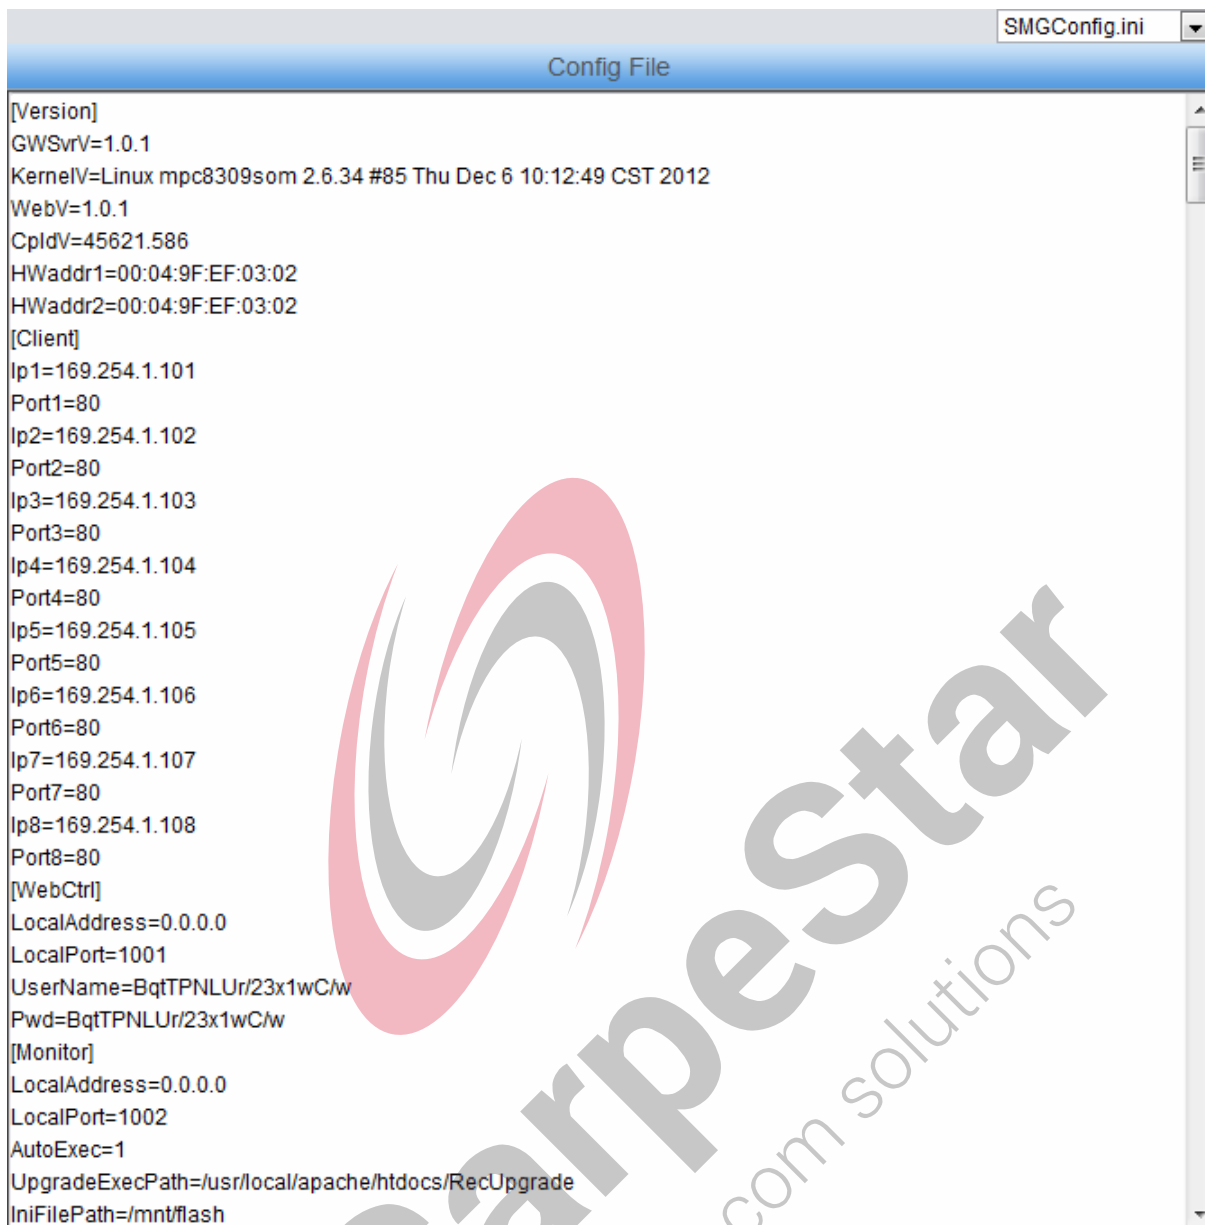 SMGConfig.ini
Config File
[Version]
GWSvrV=1.0.1
KernelV=Linux mpc8309som 2.6.34 #85 Thu Dec 6 10:12:49 CST 2012
WebV=1.0.1
CpldV=45621.586
HWaddr1=00:04:9F:EF:03:02
HWaddr2=00:04:9F:EF:03:02
[Client]
Ip1=169.254.1.101
Port1=80
Ip2=169.254.1.102
Port2=80
Ip3=169.254.1.103
Port3=80
Ip4=169.254.1.104
Port4=80
Ip5=169.254.1.105
Port5=80
Ip6=169.254.1.106
Port6=80
Ip7=169.254.1.107
Port7=80
Ip8=169.254.1.108
Port8=80
[WebCtrl]
LocalAddress=0.0.0.0
LocalPort=1001
UserName=BqtTPNLUr/23x1wC/w
Pwd=BqtTPNLUr/23x1wC/w
[Monitor]
LocalAddress=0.0.0.0
LocalPort=1002
AutoExec=1
UpgradeExecPath=/usr/local/apache/htdocs/RecUpgrade
IniFilePath=/mnt/flash
arpestar
com solutions